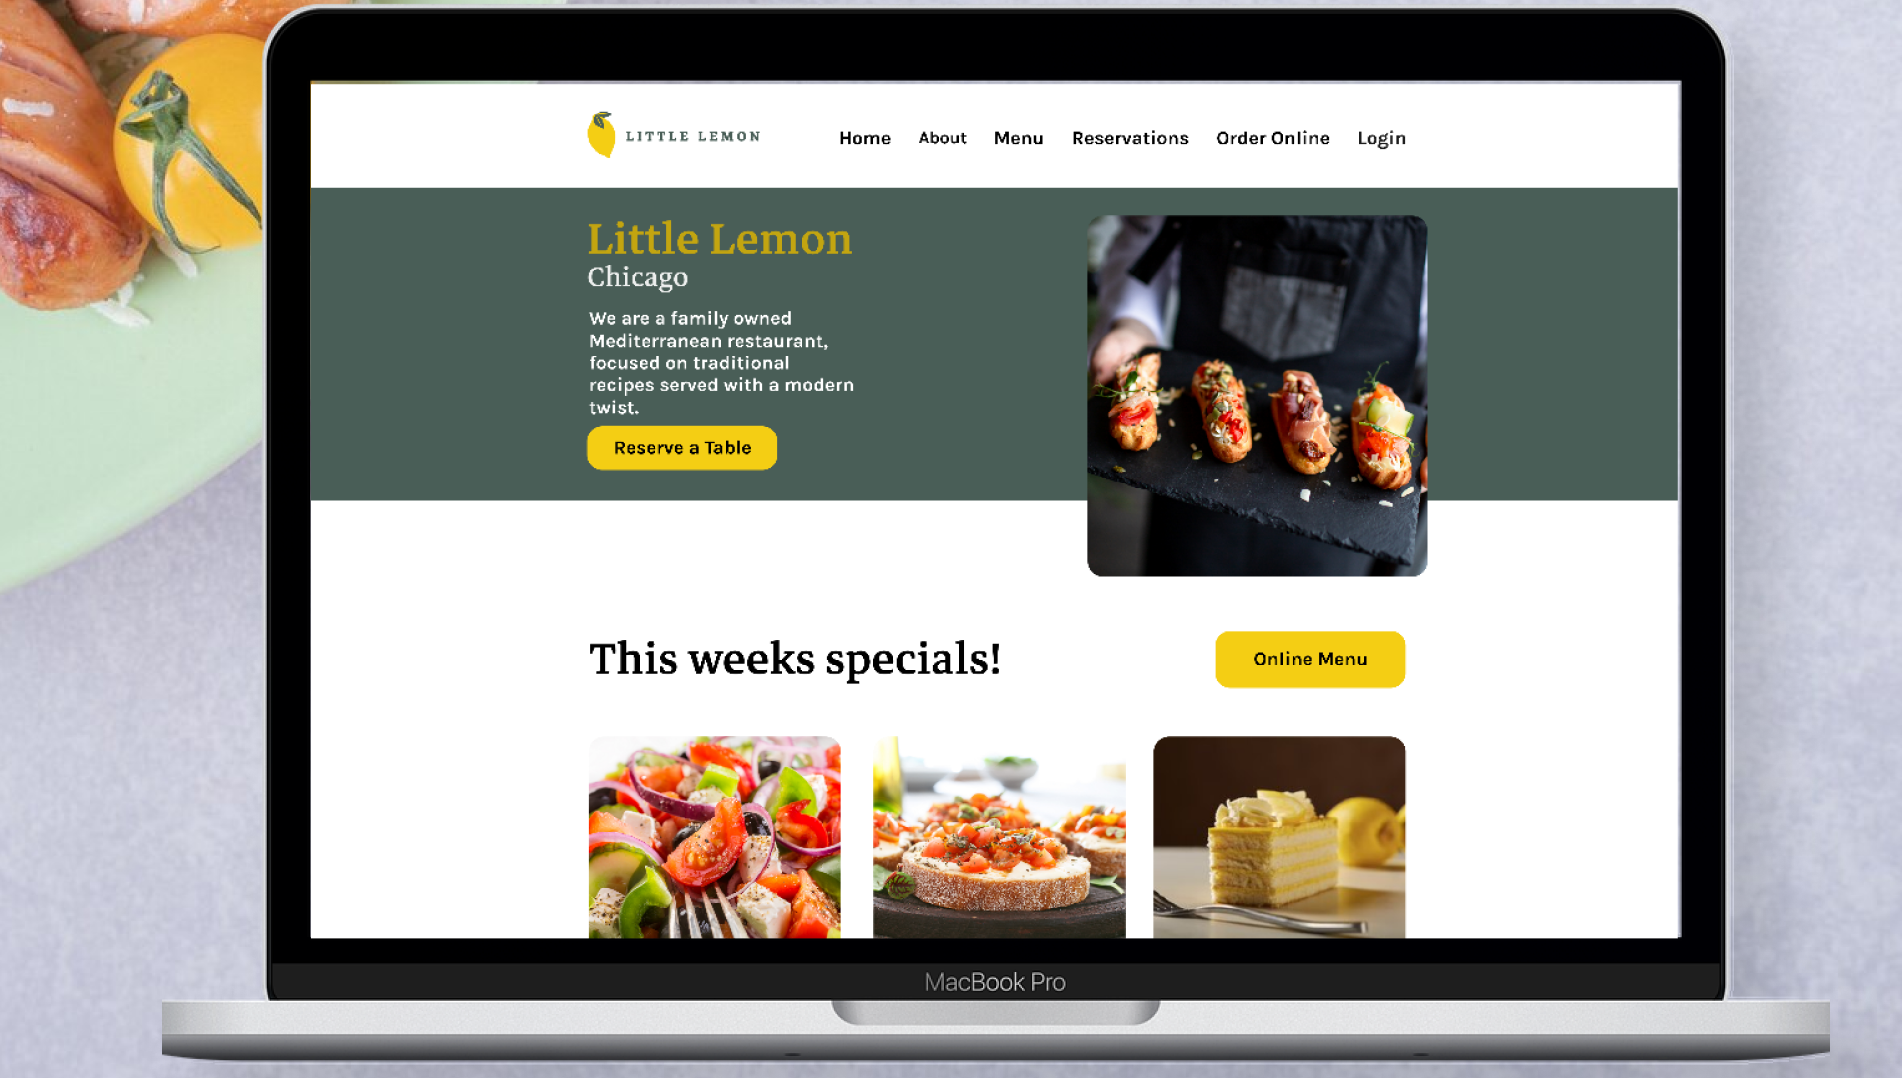 LITTLE LEMON
Home About Menu Reservations Order Online Login
Little Lemon
Chicago
We are a family owned
Mediterranean restaurant,
focused on traditional
recipes served with a modern
twist.
Reserve a Table
This weeks specials!
Online Menu
MacBook Pro